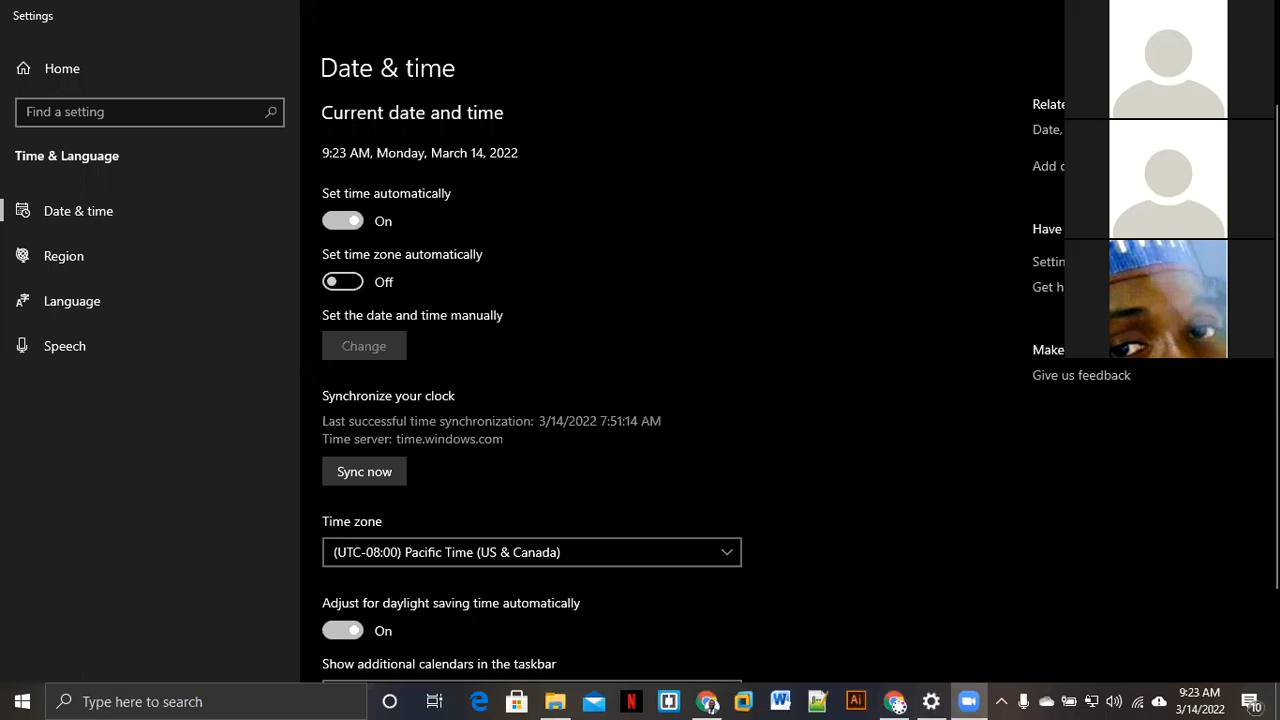 Settings
Home
Find a setting
Time & Language
Date & time
Region
Language
Speech
Date & time
Current date and time
9:23 AM, Monday, March 14, 2022
Set time automatically
On
Set time zone automatically
Off
Set the date and time manually
Change
Synchronize your clock
Last successful time synchronization: 3/14/2022 7:51:14 AM
Time server: time.windows.com
Sync now
Time zone
(UTC-08:00) Pacific Time (US & Canada)
Adjust for daylight saving time automatically
On
Show additional calendars in the taskbar
Relate
Date,
Add c
Have
Settin
Get h
Make
Give us feedback
Type here to search
N
W
Ai
9:23 AM
3/14/2022
10